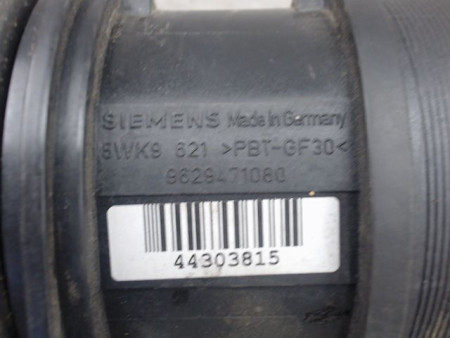 SIEMENS Made in Germany
5WK9 621 >PBT-GF30<
9629471080
44303815